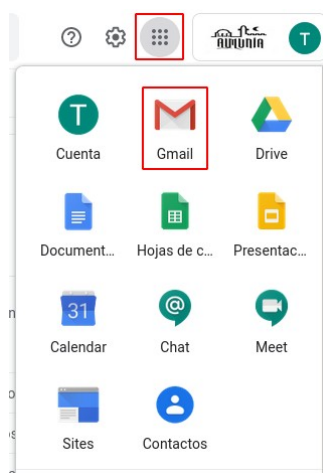 T
T
Cuenta
Gmail
Drive
Document...
Hojas de c...
Presentac...
31
Calendar
Chat
Meet
Sites
Contactos